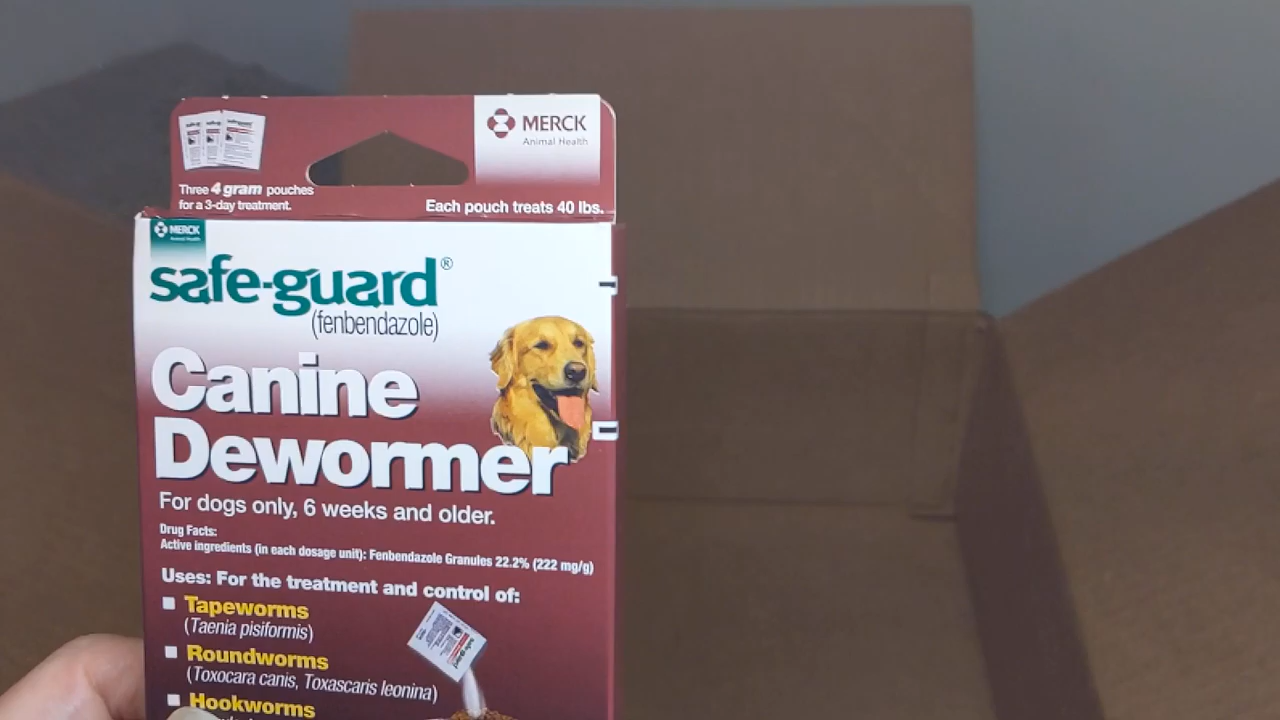 MERCK
Animal Health
Three 4 gram pouches
for a 3-day treatment.
Each pouch treats 40 lbs.
MERCK
Animal Health
safe-guard®
(fenbendazole)
Canine
Dewormer
For dogs only, 6 weeks and older.
Drug Facts:
Active ingredients (in each dosage unit): Fenbendazole Granules 22.2% (222 mg/g)
Uses: For the treatment and control of:
Tapeworms
(Taenia pisiformis)
Roundworms
(Toxocara canis, Toxascaris leonina)
Hookworms